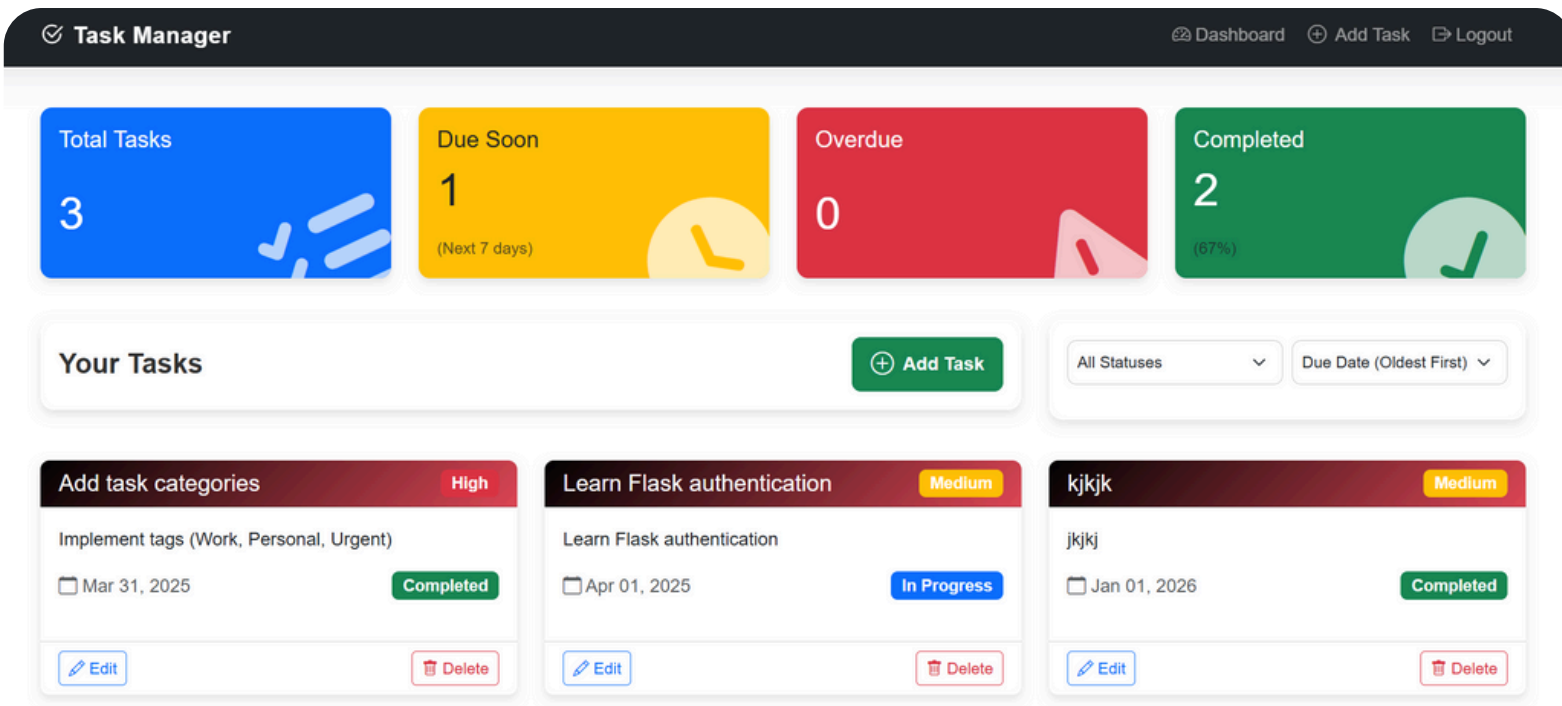 Task Manager
Dashboard Add Task Logout
Total Tasks
3
Due Soon
1
(Next 7 days)
Overdue
0
Completed
2
(67%)
Your Tasks
Add Task
All Statuses
Due Date (Oldest First)
Add task categories High
Implement tags (Work, Personal, Urgent)
Mar 31, 2025 Completed
Edit Delete
Learn Flask authentication Medium
Learn Flask authentication
Apr 01, 2025 In Progress
Edit Delete
kjkjk Medium
jkjkj
Jan 01, 2026 Completed
Edit Delete